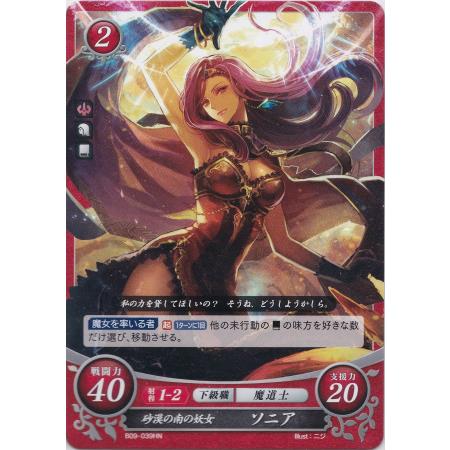 2
私の力を貸してほしいの? そうね、どうしようかしら。
魔女を率いる者 起 1ターンに1回 他の未行動の の味方を好きな数
だけ選び、移動させる。
戦闘力
40
射程 1-2 下級職 魔道士
支援力
20
砂漠の南の妖女 ソニア
B09-039HN Illust:ニジ